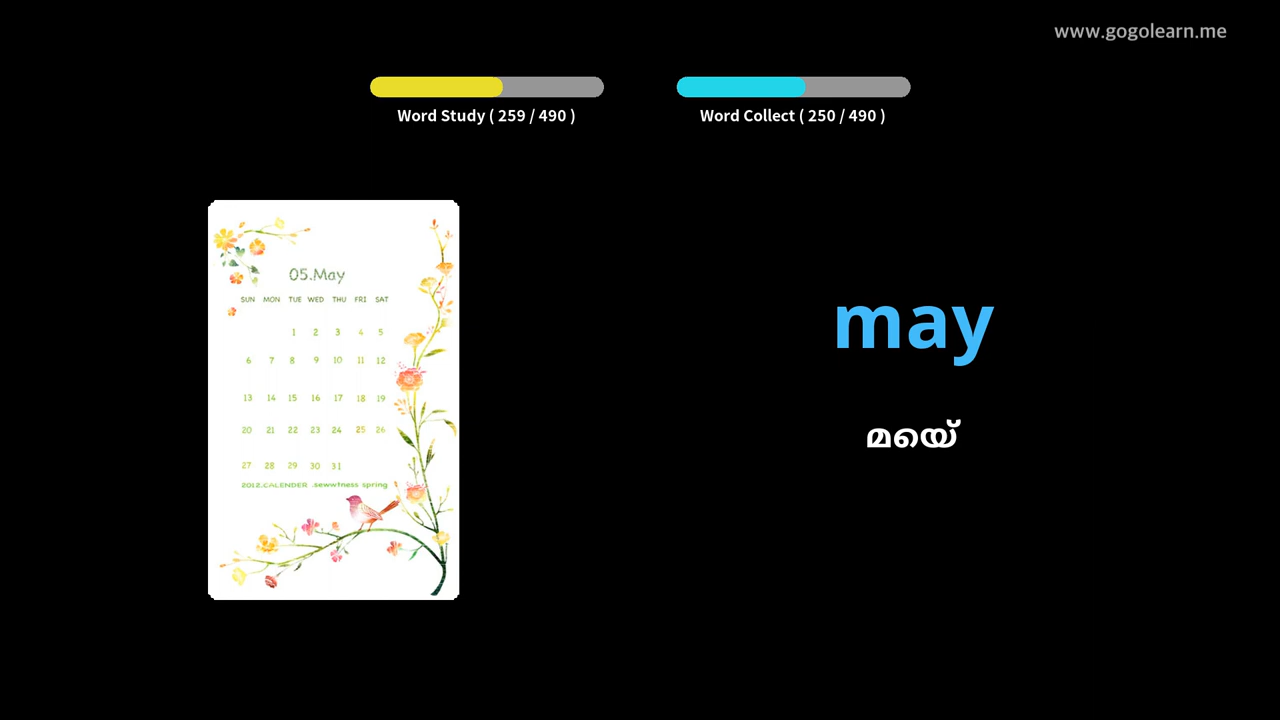 www.gogolearn.me
Word Study ( 259 / 490 )
Word Collect ( 250 / 490 )
05.May
SUN MON TUE WED THU FRI SAT
1 2 3 4 5
6 7 8 9 10 11 12
13 14 15 16 17 18 19
20 21 22 23 24 25 26
27 28 29 30 31
2012.CALENDER .sewwtness spring
may
മയെ്